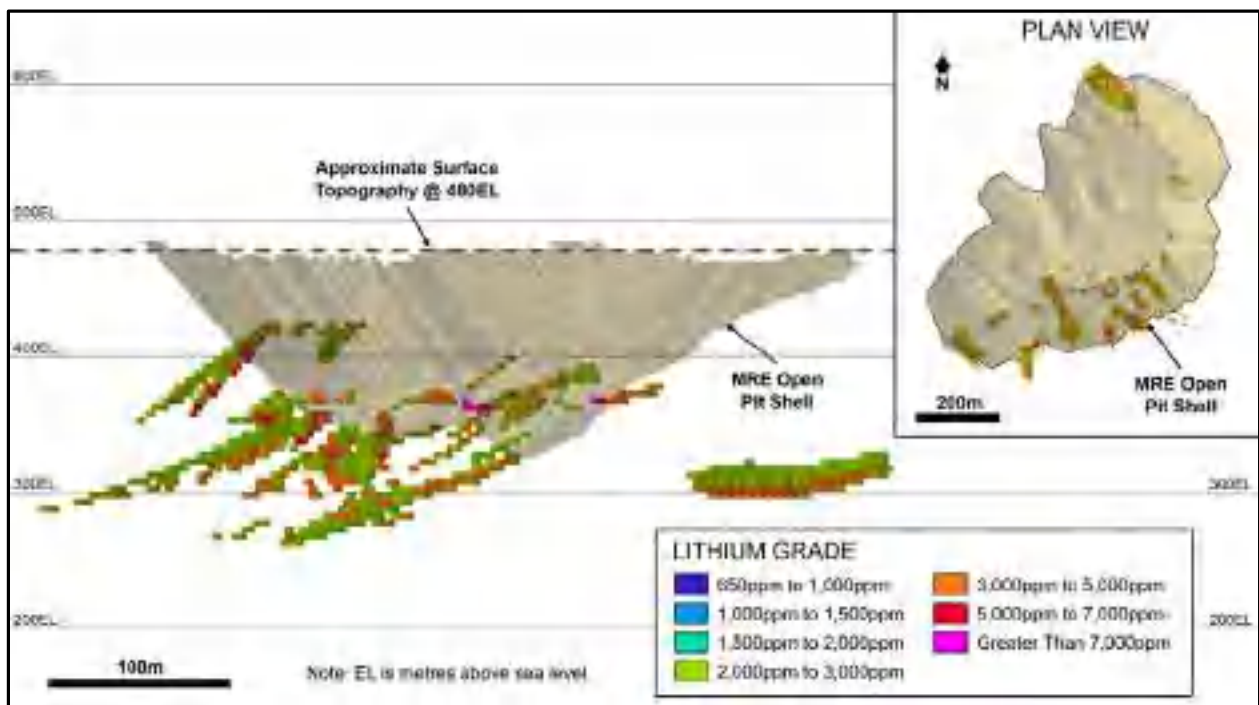 PLAN VIEW
N
600EL
Approximate Surface
Topography @ 480EL
500EL
400EL
MRE Open
Pit Shell
MRE Open
Pit Shell
200m
300EL
300EL
LITHIUM GRADE
650ppm to 1,000ppm
1,000ppm to 1,500ppm
1,500ppm to 2,000ppm
2,000ppm to 3,000ppm
3,000ppm to 5,000ppm
5,000ppm to 7,000ppm
Greater Than 7,000ppm
200EL
200EL
100m
Note: EL is metres above sea level